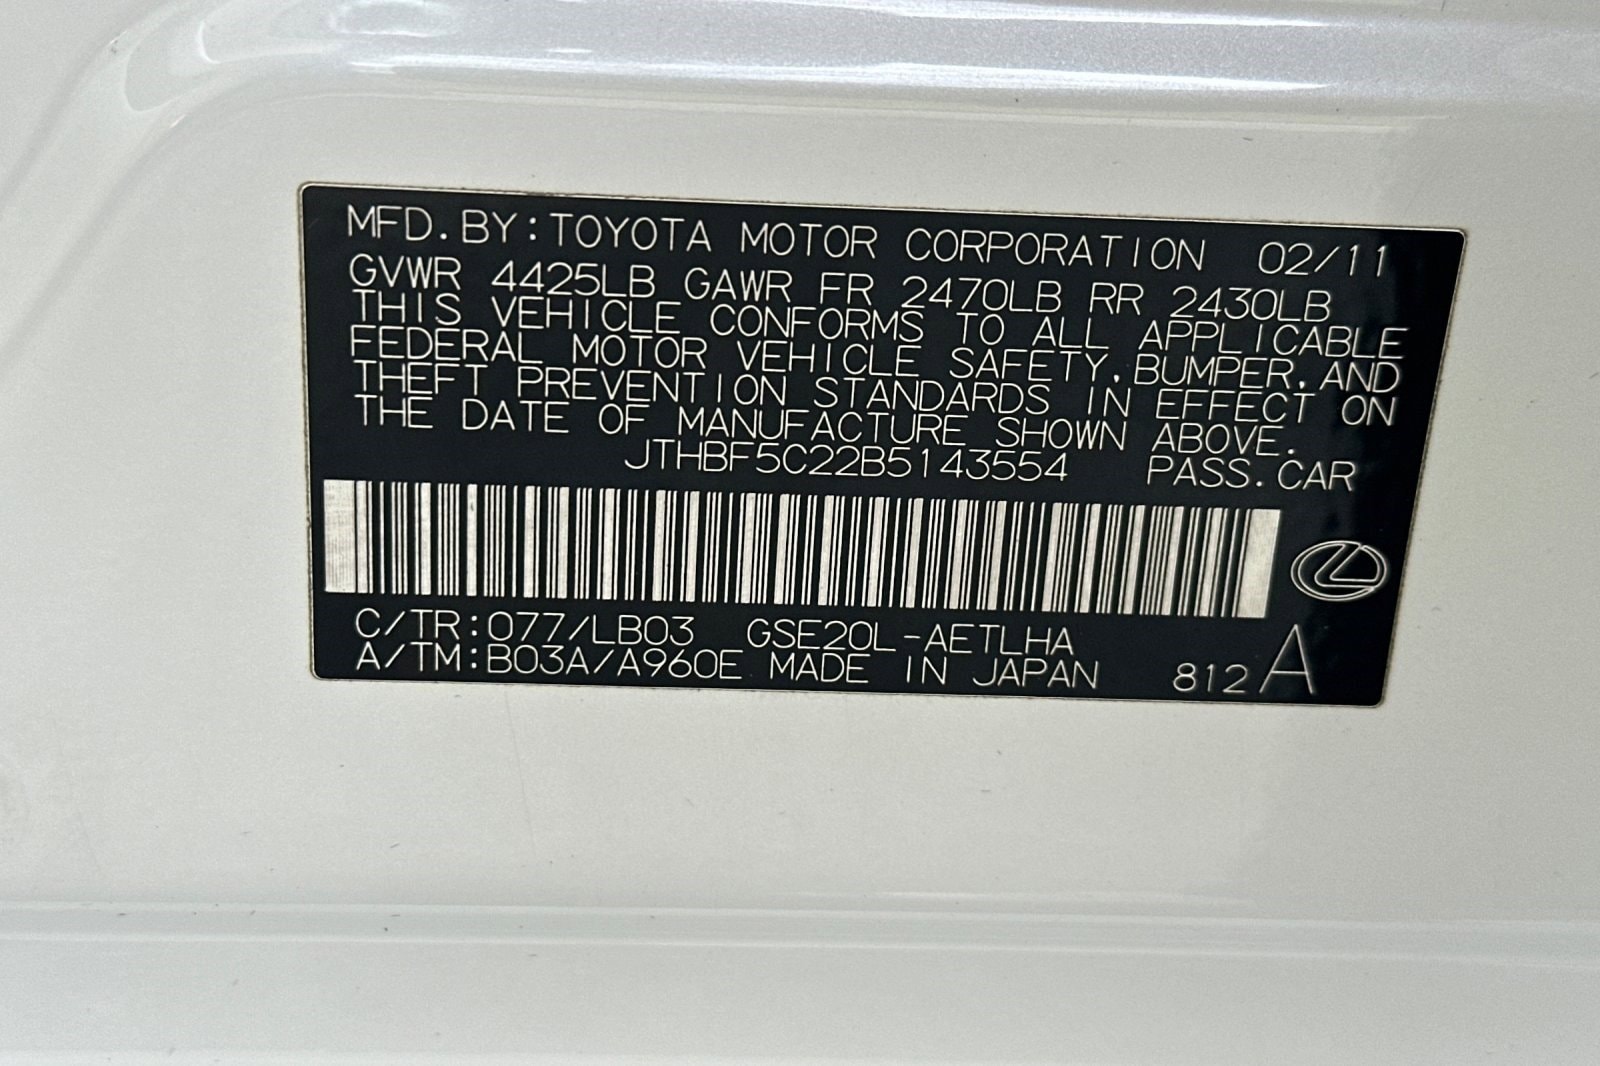 MFD. BY: TOYOTA MOTOR CORPORATION 02/11
GVWR 4425LB GAWR FR 2470LB RR 2430LB
THIS VEHICLE CONFORMS TO ALL APPLICABLE
FEDERAL MOTOR VEHICLE SAFETY, BUMPER, AND
THEFT PREVENTION STANDARDS IN EFFECT ON
THE DATE OF MANUFACTURE SHOWN ABOVE.
JTHBF5C22B5143554 PASS. CAR
C/TR: 077/LB03 GSE20L-AETLHA
A/TM: B03A/A960E MADE IN JAPAN 812 A